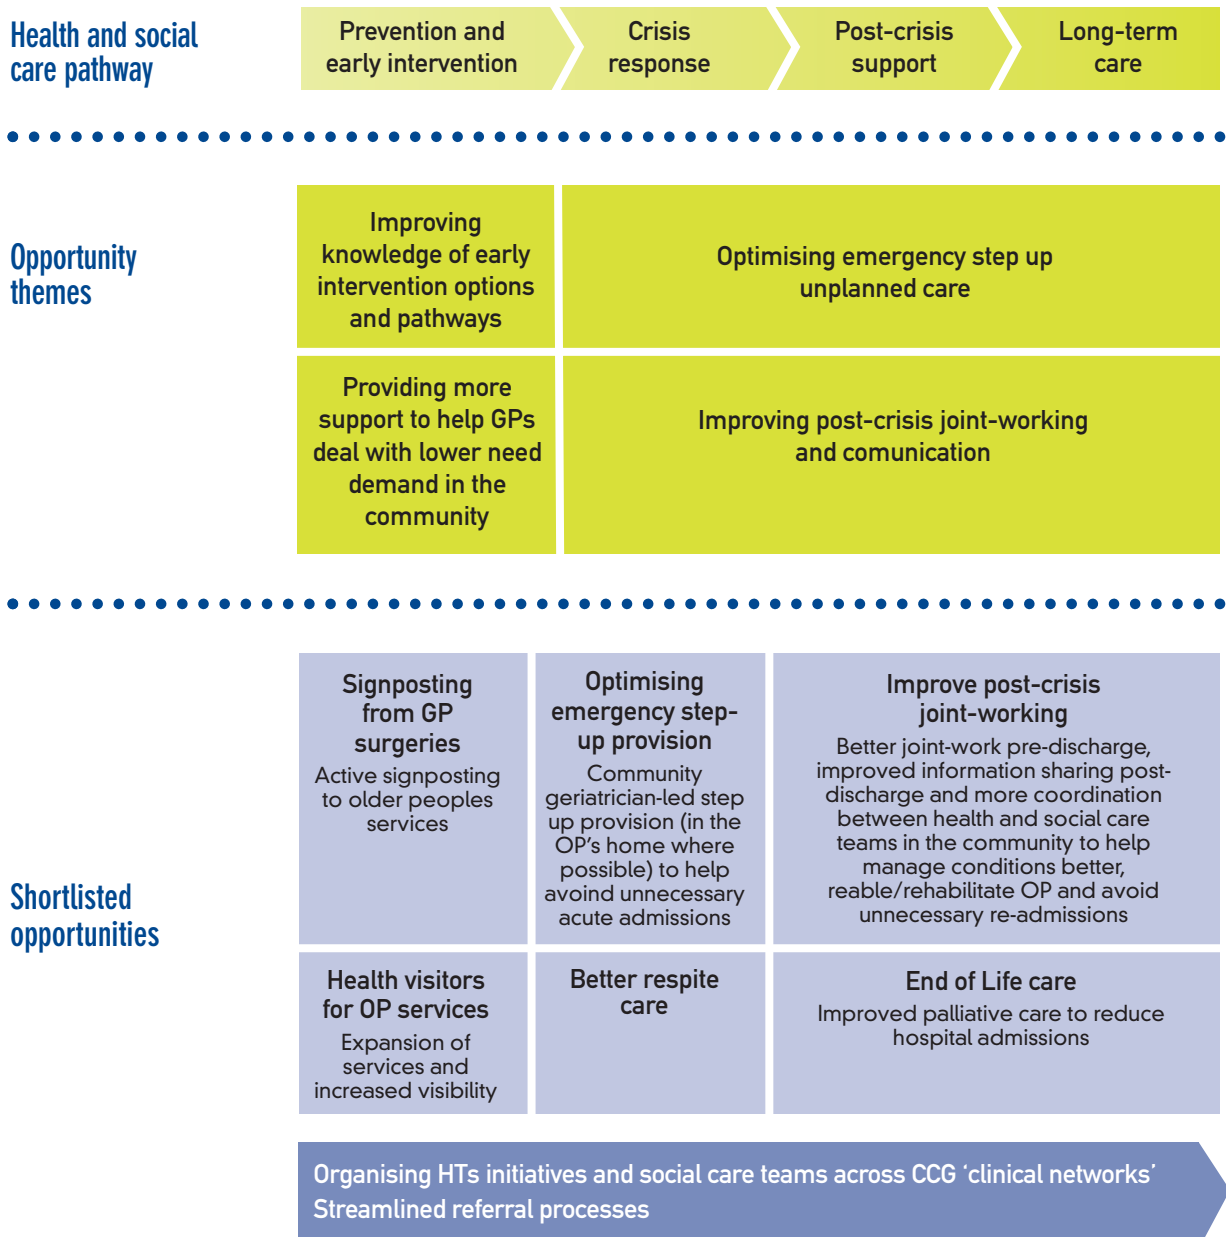 Health and social
care pathway
Prevention and
early intervention
Crisis
response
Post-crisis
support
Long-term
care
Opportunity
themes
Improving
knowledge of early
intervention options
and pathways
Optimising emergency step up
unplanned care
Providing more
support to help GPs
deal with lower need
demand in the
community
Improving post-crisis joint-working
and comunication
Shortlisted
opportunities
Signposting
from GP
surgeries
Active signposting
to older peoples
services
Optimising
emergency step-
up provision
Community
geriatrician-led step
up provision (in the
OP's home where
possible) to help
avoind unnecessary
acute admissions
Improve post-crisis
joint-working
Better joint-work pre-discharge,
improved information sharing post-
discharge and more coordination
between health and social care
teams in the community to help
manage conditions better,
reable/rehabilitate OP and avoid
unnecessary re-admissions
Health visitors
for OP services
Expansion of
services and
increased visibility
Better respite
care
End of Life care
Improved palliative care to reduce
hospital admissions
Organising HTs initiatives and social care teams across CCG ‘clinical networks’
Streamlined referral processes